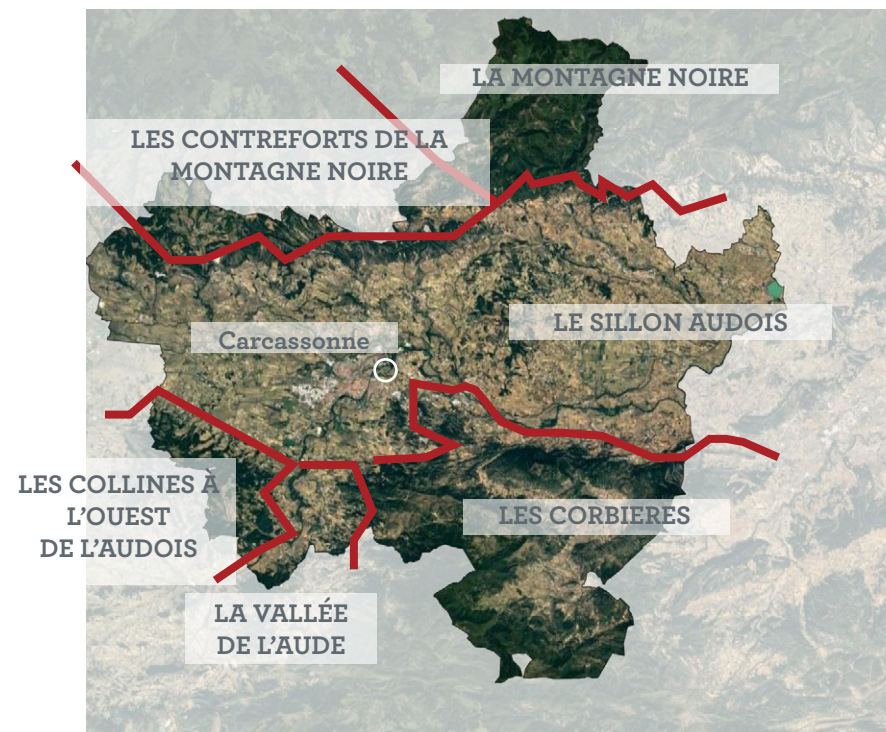 LA MONTAGNE NOIRE
LES CONTREFORTS DE LA
MONTAGNE NOIRE
LE SILLON AUDOIS
Carcassonne
LES COLLINES À
L'OUEST
DE L'AUDOIS
LES CORBIERES
LA VALLÉE
DE L'AUDE